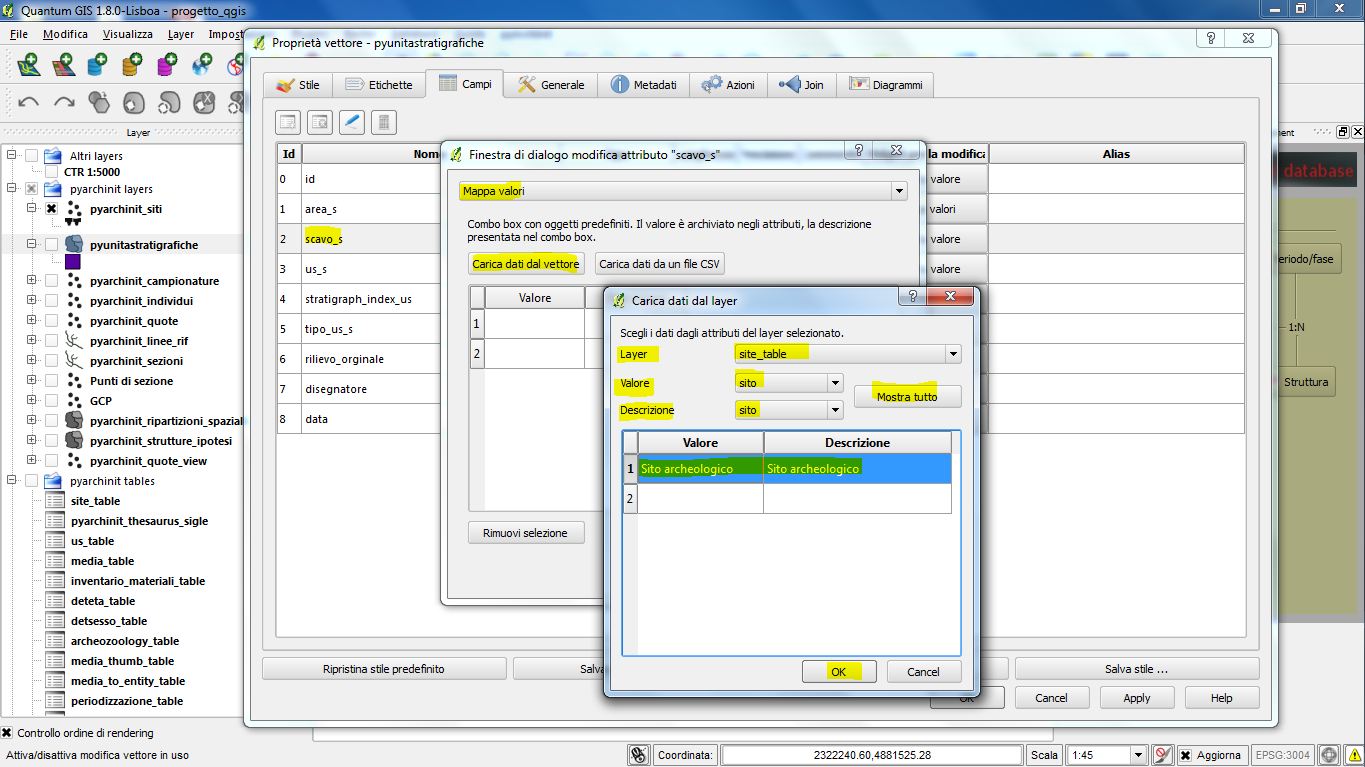 Quantum GIS 1.8.0-Lisboa - progetto_qgis
File Modifica Visualizza Layer Impost
Proprietà vettore - pyunitastratigrafiche
Stile Etichette Campi Generale Metadati Azioni Join Diagrammi
Layer
Altri layers
CTR 1:5000
pyarchinit layers
pyarchinit_siti
pyunitastratigrafiche
pyarchinit_campionature
pyarchinit_individui
pyarchinit_quote
pyarchinit_linee_rif
pyarchinit_sezioni
Punti di sezione
GCP
pyarchinit_ripartizioni_spazial
pyarchinit_strutture_ipotesi
pyarchinit_quote_view
pyarchinit tables
site_table
pyarchinit_thesaurus_sigle
us_table
media_table
inventario_materiali_table
deteta_table
detsesso_table
archeozoology_table
media_thumb_table
media_to_entity_table
periodizzazione_table
Id Nome la modifica Alias
0 id valore
1 area_s valori
2 scavo_s valore
3 us_s valore
4 stratigraph_index_us
5 tipo_us_s
6 rilievo_orginale
7 disegnatore
8 data
Finestra di dialogo modifica attributo "scavo_s"
Mappa valori
Combo box con oggetti predefiniti. Il valore è archiviato negli attributi, la descrizione
presentata nel combo box.
Carica dati dal vettore Carica dati da un file CSV
Valore
1
2
Rimuovi selezione
Carica dati dal layer
Scegli i dati dagli attributi del layer selezionato.
Layer site_table
Valore sito
Mostra tutto
Descrizione sito
Valore Descrizione
1 Sito archeologico Sito archeologico
2
OK Cancel
Ripristina stile predefinito Salva Salva stile ...
OK Cancel Apply Help
ment
database
eriodo/fase
1:N
Struttura
Controllo ordine di rendering
Attiva/disattiva modifica vettore in uso
Coordinata: 2322240.60,4881525.28 Scala 1:45 Aggiorna EPSG:3004